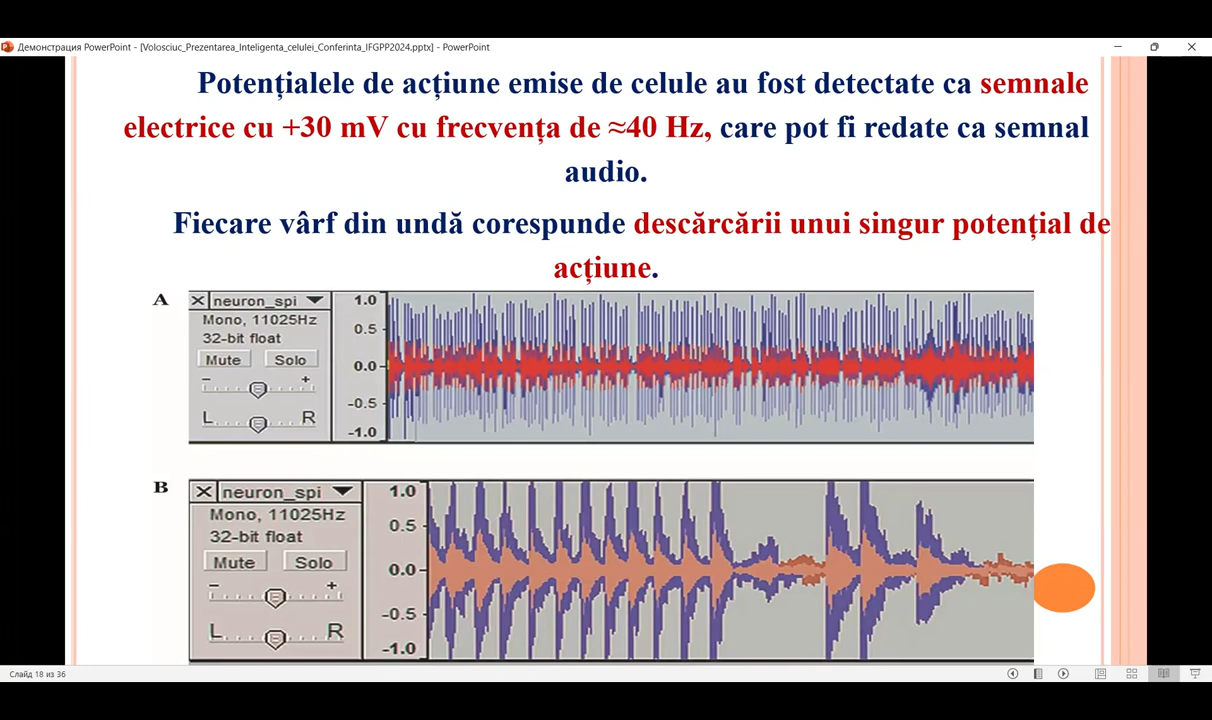 Демонстрация PowerPoint - [Volosciuc_Prezentarea_Inteligenta_celulei_Conferinta_IFGPP2024.pptx] - PowerPoint
Potențialele de acțiune emise de celule au fost detectate ca semnale
electrice cu +30 mV cu frecvența de ≈40 Hz, care pot fi redate ca semnal
audio.
Fiecare vârf din undă corespunde descărcării unui singur potențial de
acțiune.
A
neuron_spi
Mono, 11025Hz
32-bit float
Mute Solo
- +
L R
1.0
0.5
0.0
-0.5
-1.0
B
neuron_spi
Mono, 11025Hz
32-bit float
Mute Solo
- +
L R
1.0
0.5
0.0
-0.5
-1.0
Слайд 18 из 36